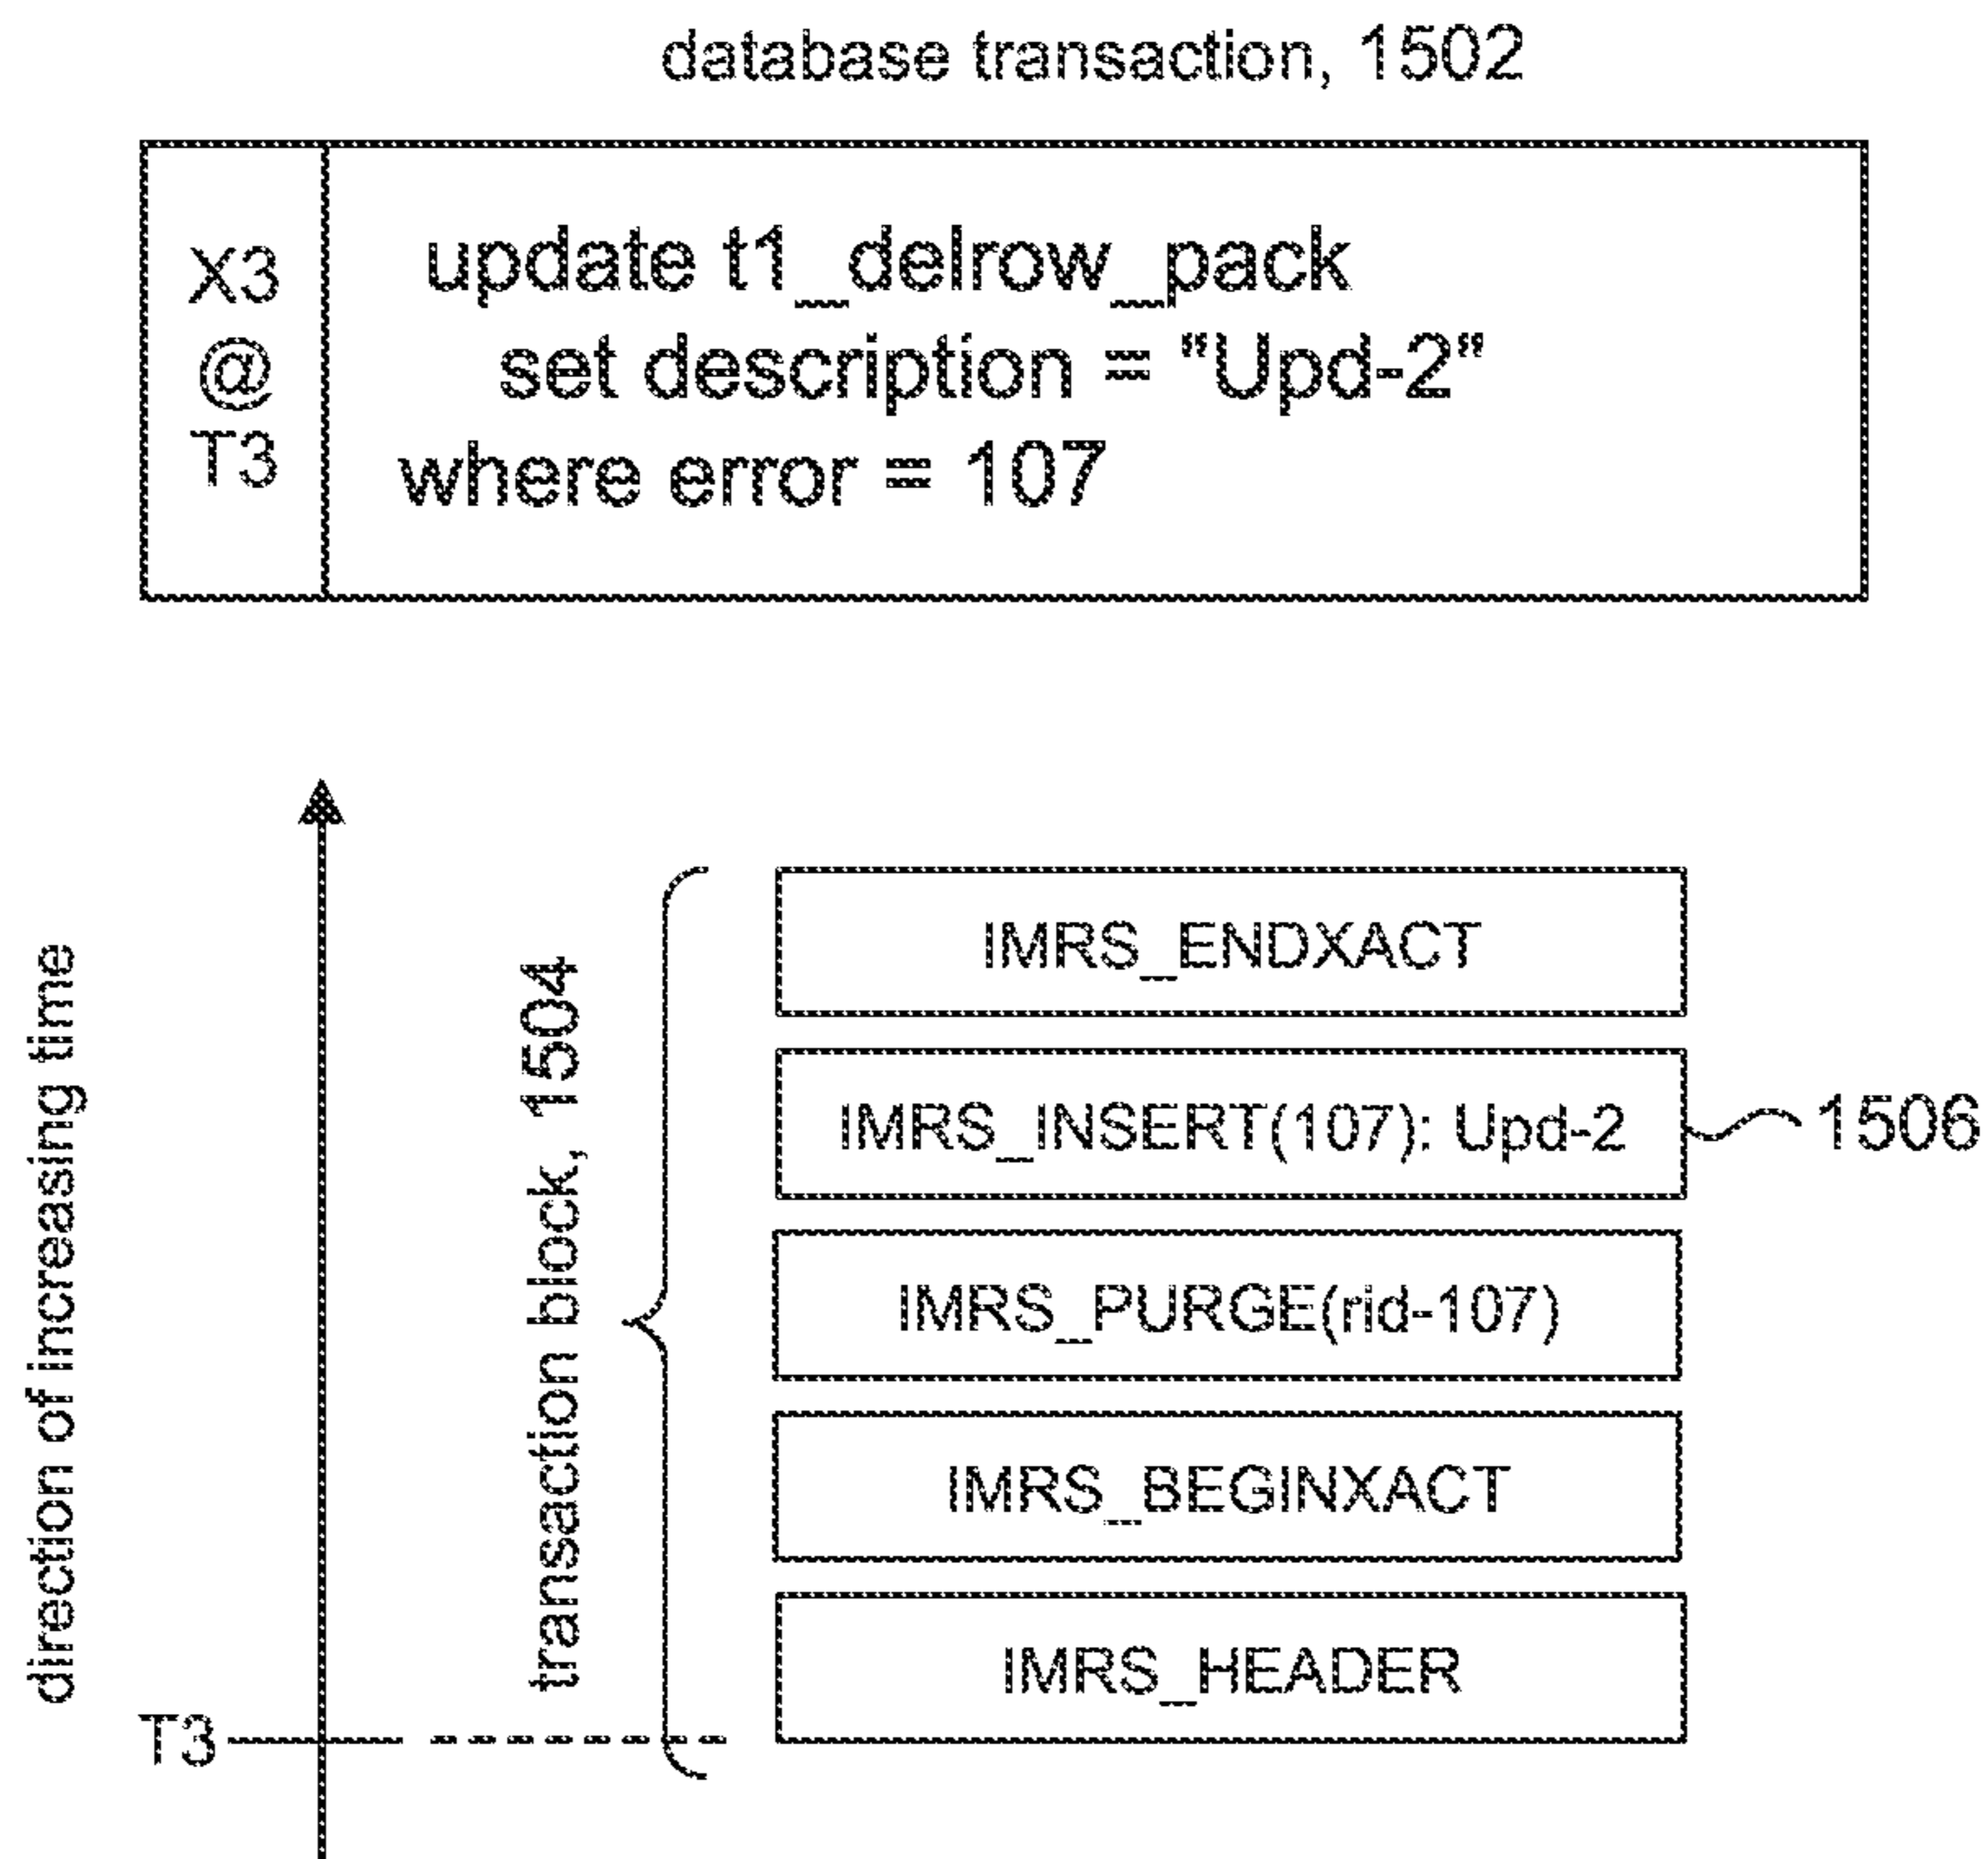 database transaction, 1502
X3
@
T3
update t1_delrow_pack
set description = "Upd-2"
where error = 107
direction of increasing time
transaction block, 1504
IMRS_ENDXACT
IMRS_INSERT(107): Upd-2
1506
IMRS_PURGE(rid-107)
IMRS_BEGINXACT
IMRS_HEADER
T3